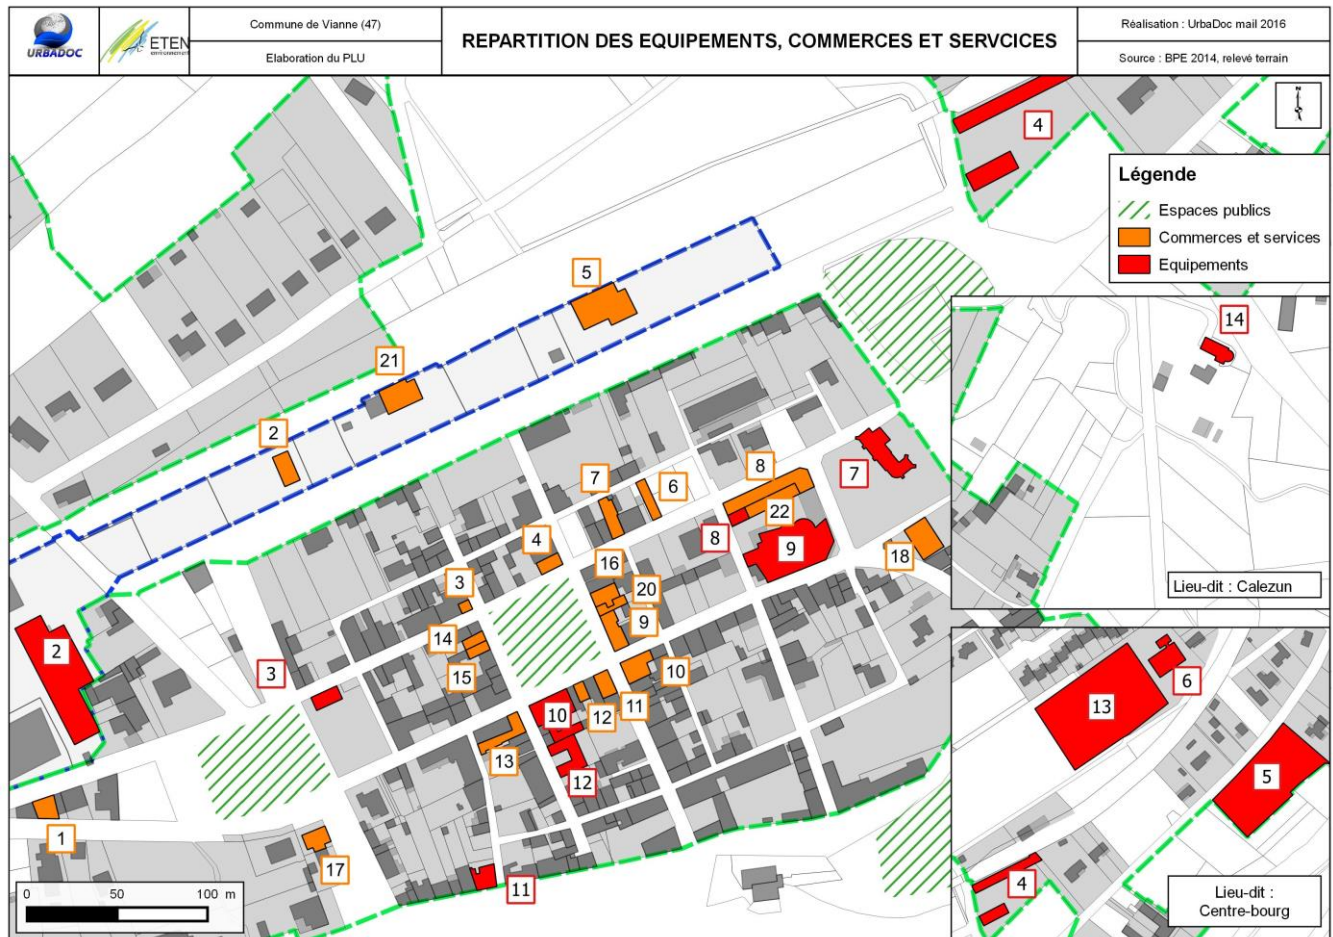 URBADOC
ETEN
environnement
Commune de Vianne (47)
Elaboration du PLU
REPARTITION DES EQUIPEMENTS, COMMERCES ET SERVCICES
Réalisation : UrbaDoc mail 2016
Source : BPE 2014, relevé terrain
N
4
Légende
Espaces publics
Commerces et services
Equipements
5
14
21
2
7
6
8
7
22
4
8
9
18
16
3
20
Lieu-dit : Calezun
14
9
2
3
15
10
6
13
11
10
12
5
13
12
1
17
4
11
0 50 100 m
Lieu-dit :
Centre-bourg